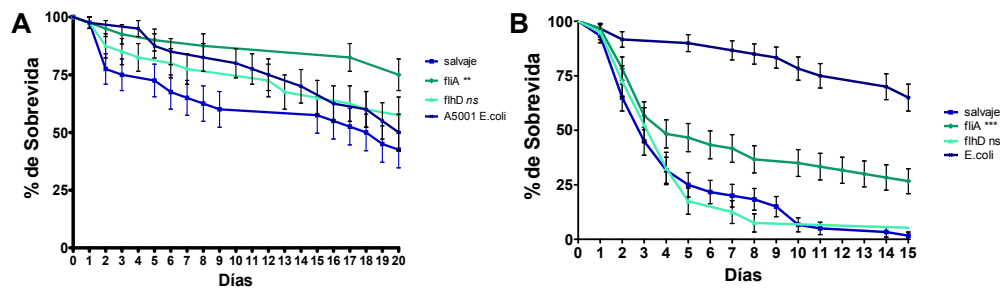 A
% de Sobrevida
100
75
50
25
0
0 1 2 3 4 5 6 7 8 9 10 11 12 13 14 15 16 17 18 19 20
Días
salvaje
fliA **
flhD ns
A5001 E.coli
B
% de Sobrevida
100
75
50
25
0
0 1 2 3 4 5 6 7 8 9 10 11 12 13 14 15
Días
salvaje
fliA ***
flhD ns
E.coli